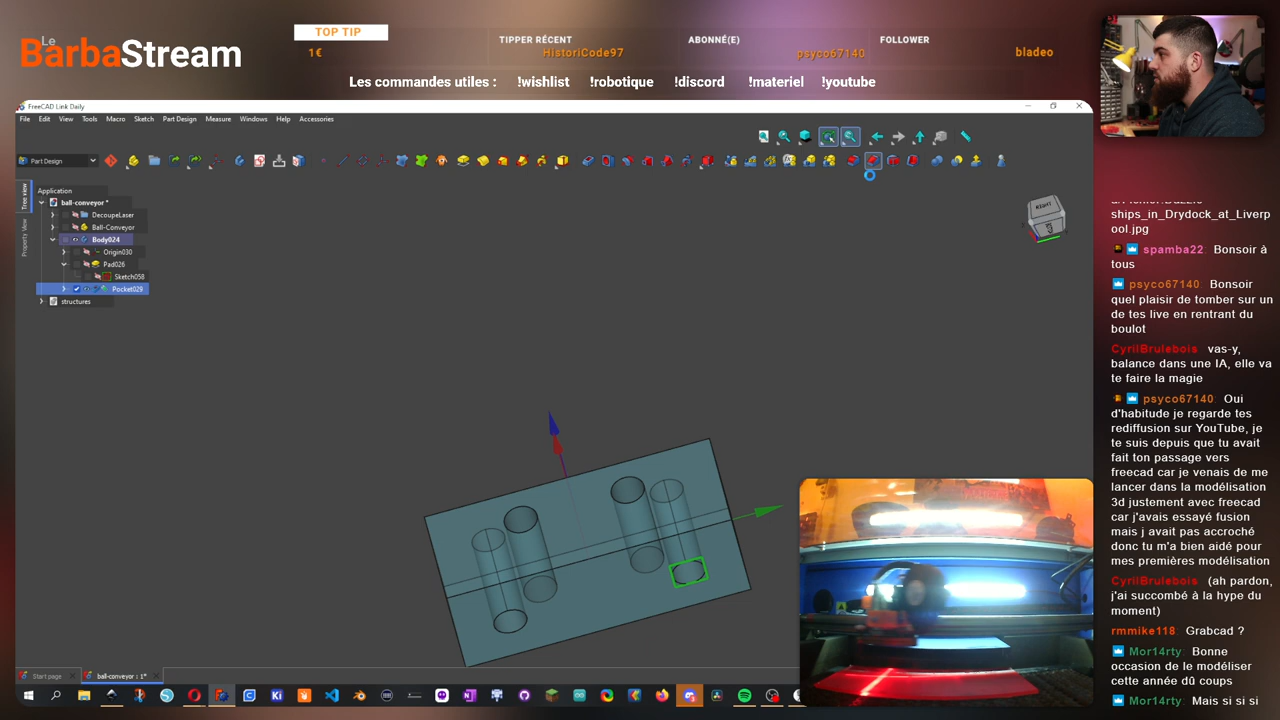 Le
BarbaStream
TOP TIP
1€
TIPPER RÉCENT
HistoriCode97
ABONNÉ(E)
psyco67140
FOLLOWER
bladeo
Les commandes utiles : !wishlist !robotique !discord !materiel !youtube
FreeCAD Link Daily
File Edit View Tools Macro Sketch Part Design Measure Windows Help Accessories
Part Design
Tree view
Property View
Application
ball-conveyor *
DecoupeLaser
Ball-Conveyor
Body024
Origin030
Pad026
Sketch058
Pocket029
structures
RIGHT
Start page
ball-conveyor : 1*
ships_in_Drydock_at_Liverp
ool.jpg
spamba22: Bonsoir à
tous
psyco67140: Bonsoir
quel plaisir de tomber sur un
de tes live en rentrant du
boulot
CyrilBrulebois: vas-y,
balance dans une IA, elle va
te faire la magie
psyco67140: Oui
d'habitude je regarde tes
rediffusion sur YouTube, je
te suis depuis que tu avait
fait ton passage vers
freecad car je venais de me
lancer dans la modélisation
3d justement avec freecad
car j'avais essayé fusion
mais j avait pas accroché
donc tu m'a bien aidé pour
mes premières modélisation
CyrilBrulebois: (ah pardon,
j'ai succombé à la hype du
moment)
rmmike118: Grabcad ?
Mor14rty: Bonne
occasion de le modéliser
cette année dû coups
Mor14rty: Mais si si si